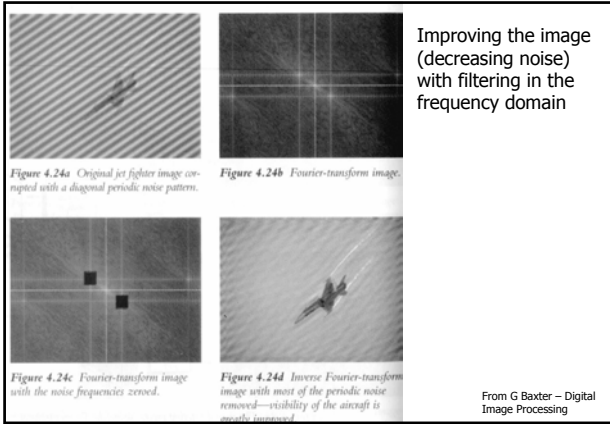 Improving the image
(decreasing noise)
with filtering in the
frequency domain
Figure 4.24a Original jet fighter image cor-
rupted with a diagonal periodic noise pattern.
Figure 4.24b Fourier-transform image.
Figure 4.24c Fourier-transform image
with the noise frequencies zeroed.
Figure 4.24d Inverse Fourier-transform
image with most of the periodic noise
removed—visibility of the aircraft is
greatly improved
From G Baxter – Digital
Image Processing